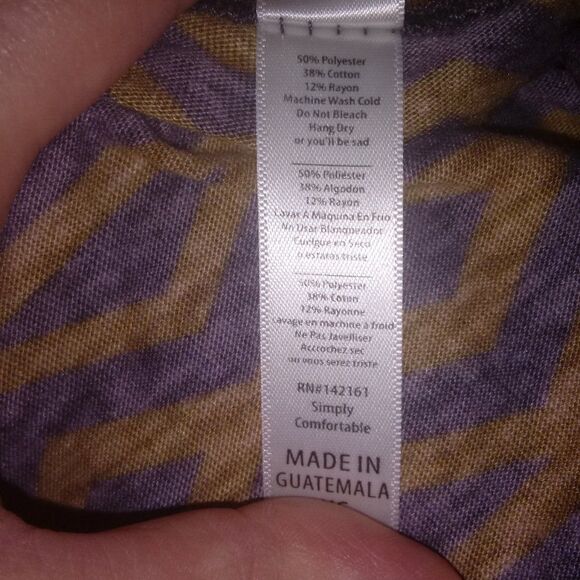 50% Polyester
38% Cotton
12% Rayon
Machine Wash Cold
Do Not Bleach
Hang Dry
or you'll be sad
50% Poliéster
38% Algodon
12% Rayon
Lavar A Maquina En Frio
No Usar Blanqueador
Cuelgue en Seco
o estaras triste
50% Polyester
38% Coton
12% Rayonne
Lavage en machine à froid
Ne Pas Javelliser
Accrochez sec
ou vous serez triste
RN#142161
Simply
Comfortable
MADE IN
GUATEMALA